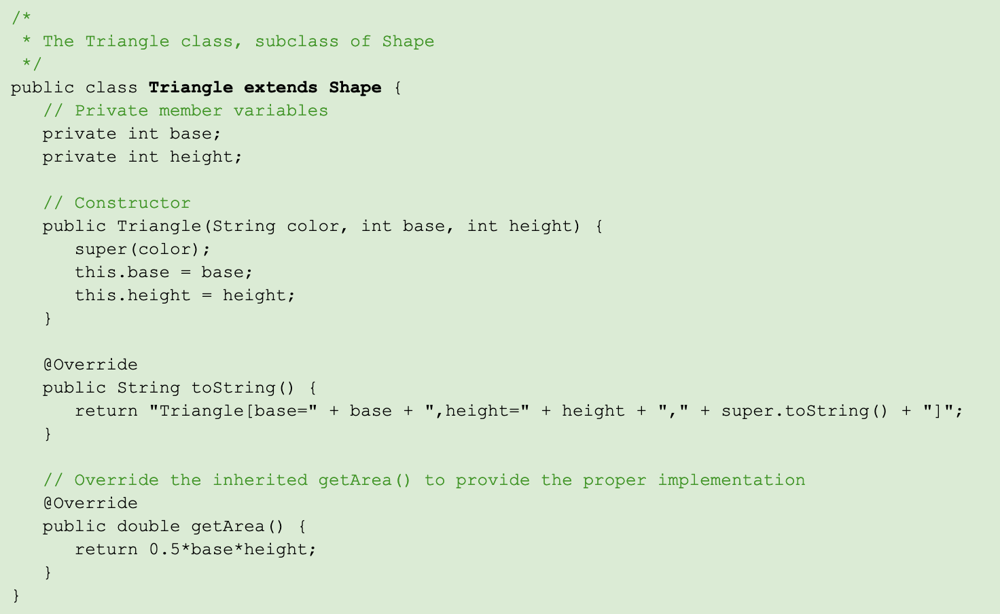 /*
 * The Triangle class, subclass of Shape
 */
public class Triangle extends Shape {
   // Private member variables
   private int base;
   private int height;

   // Constructor
   public Triangle(String color, int base, int height) {
      super(color);
      this.base = base;
      this.height = height;
   }

   @Override
   public String toString() {
      return "Triangle[base=" + base + ",height=" + height + "," + super.toString() + "]";
   }

   // Override the inherited getArea() to provide the proper implementation
   @Override
   public double getArea() {
      return 0.5*base*height;
   }
}